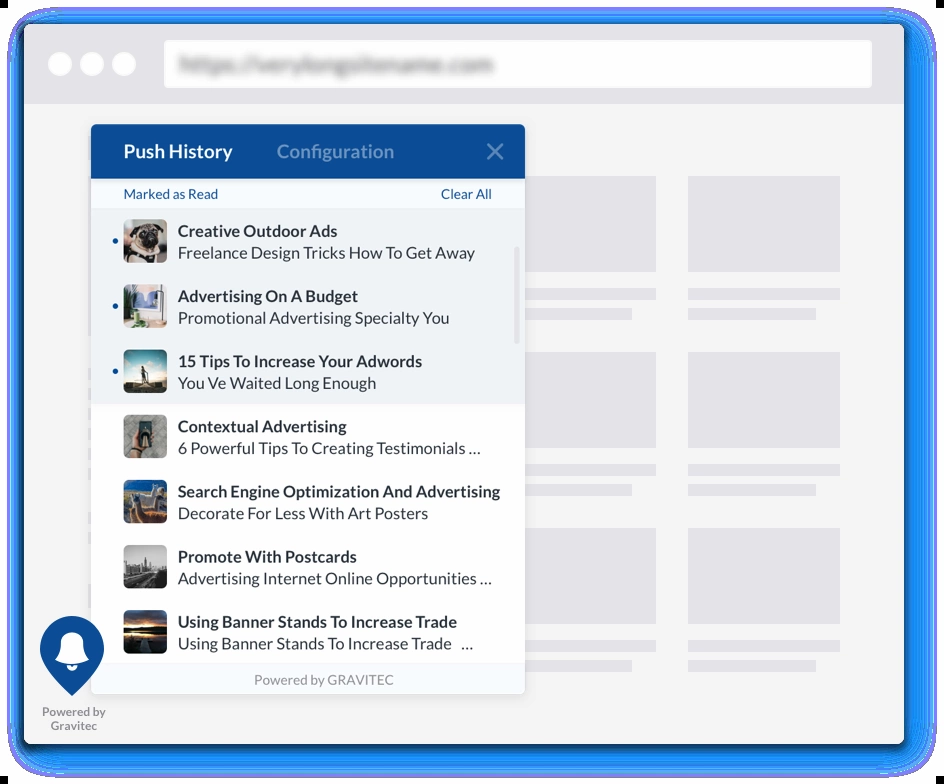 https://verylongsitename.com
Push History
Configuration
Marked as Read
Clear All
Creative Outdoor Ads
Freelance Design Tricks How To Get Away
Advertising On A Budget
Promotional Advertising Specialty You
15 Tips To Increase Your Adwords
You Ve Waited Long Enough
Contextual Advertising
6 Powerful Tips To Creating Testimonials ...
Search Engine Optimization And Advertising
Decorate For Less With Art Posters
Promote With Postcards
Advertising Internet Online Opportunities ...
Using Banner Stands To Increase Trade
Using Banner Stands To Increase Trade ...
Powered by GRAVITEC
Powered by
Gravitec